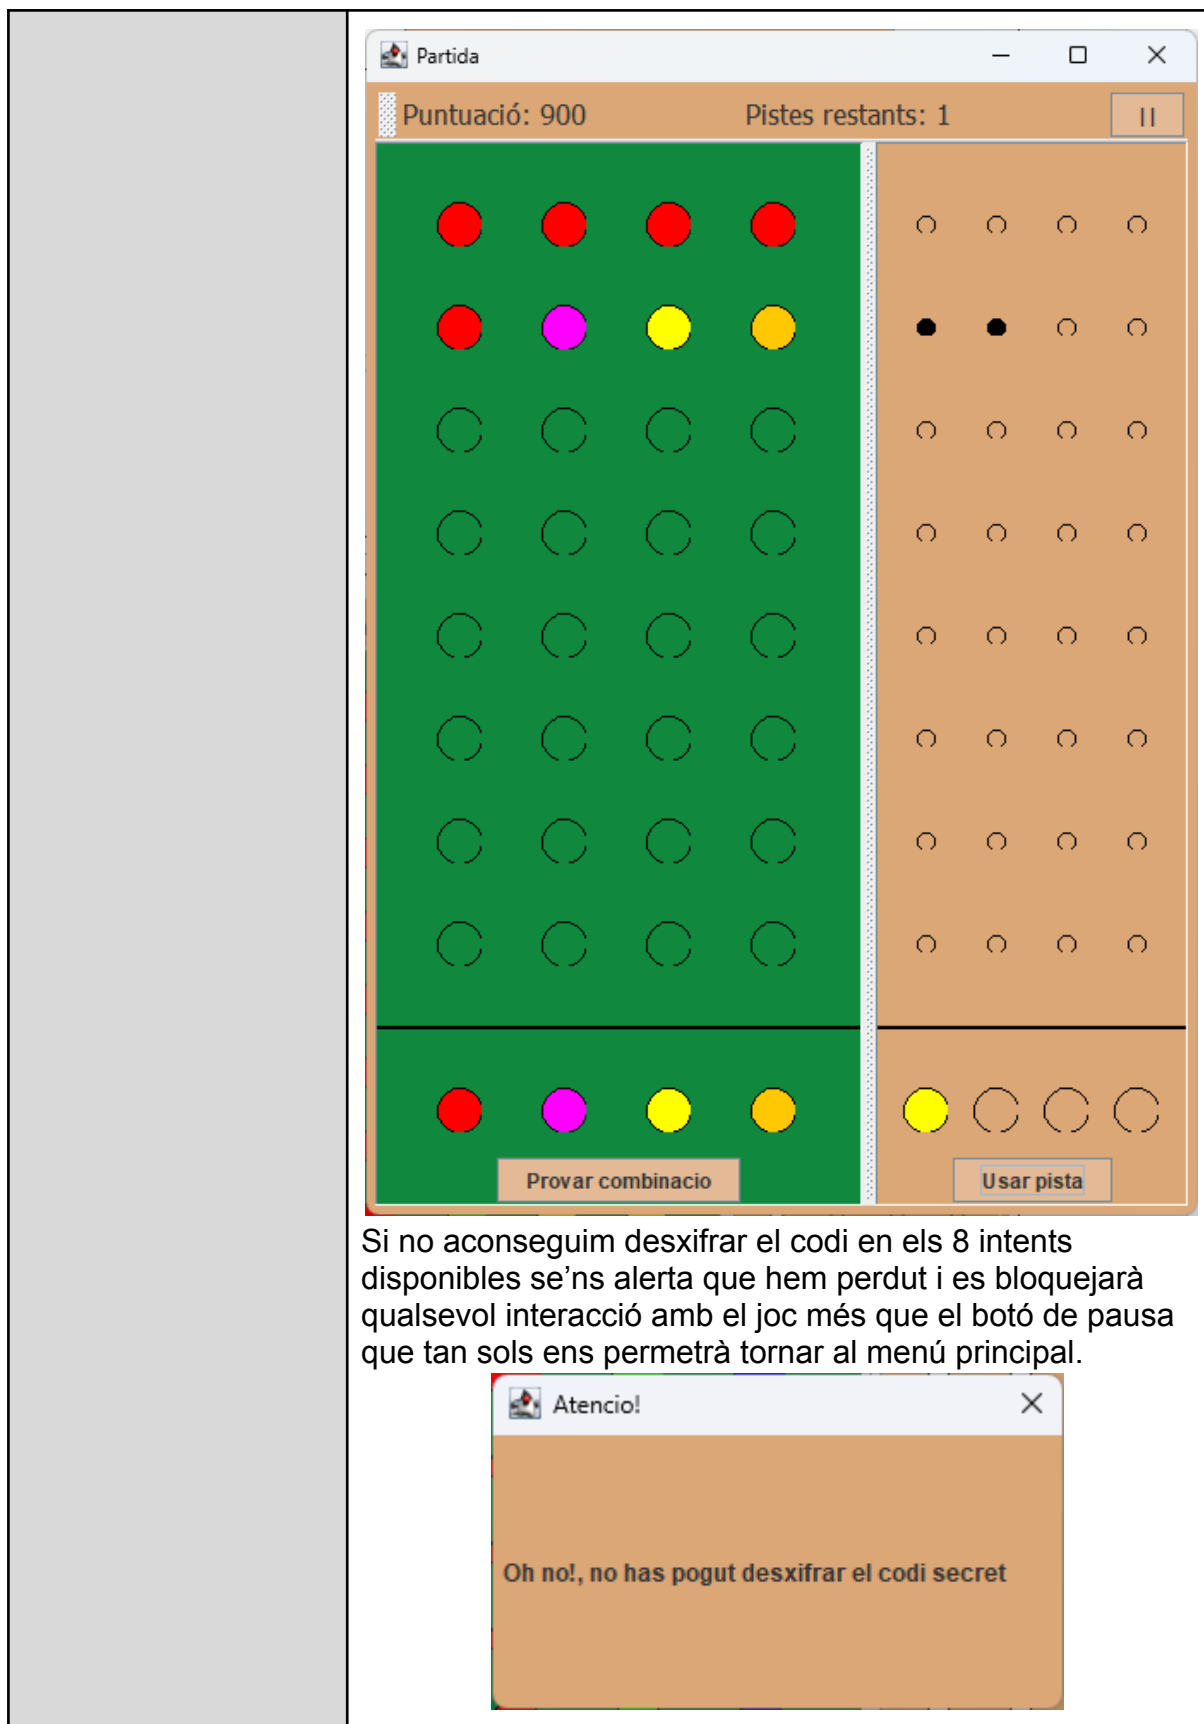 Partida
Puntuació: 900 Pistes restants: 1
Provar combinacio Usar pista
Si no aconseguim desxifrar el codi en els 8 intents
disponibles se’ns alerta que hem perdut i es bloquejarà
qualsevol interacció amb el joc més que el botó de pausa
que tan sols ens permetrà tornar al menú principal.
Atencio!
Oh no!, no has pogut desxifrar el codi secret